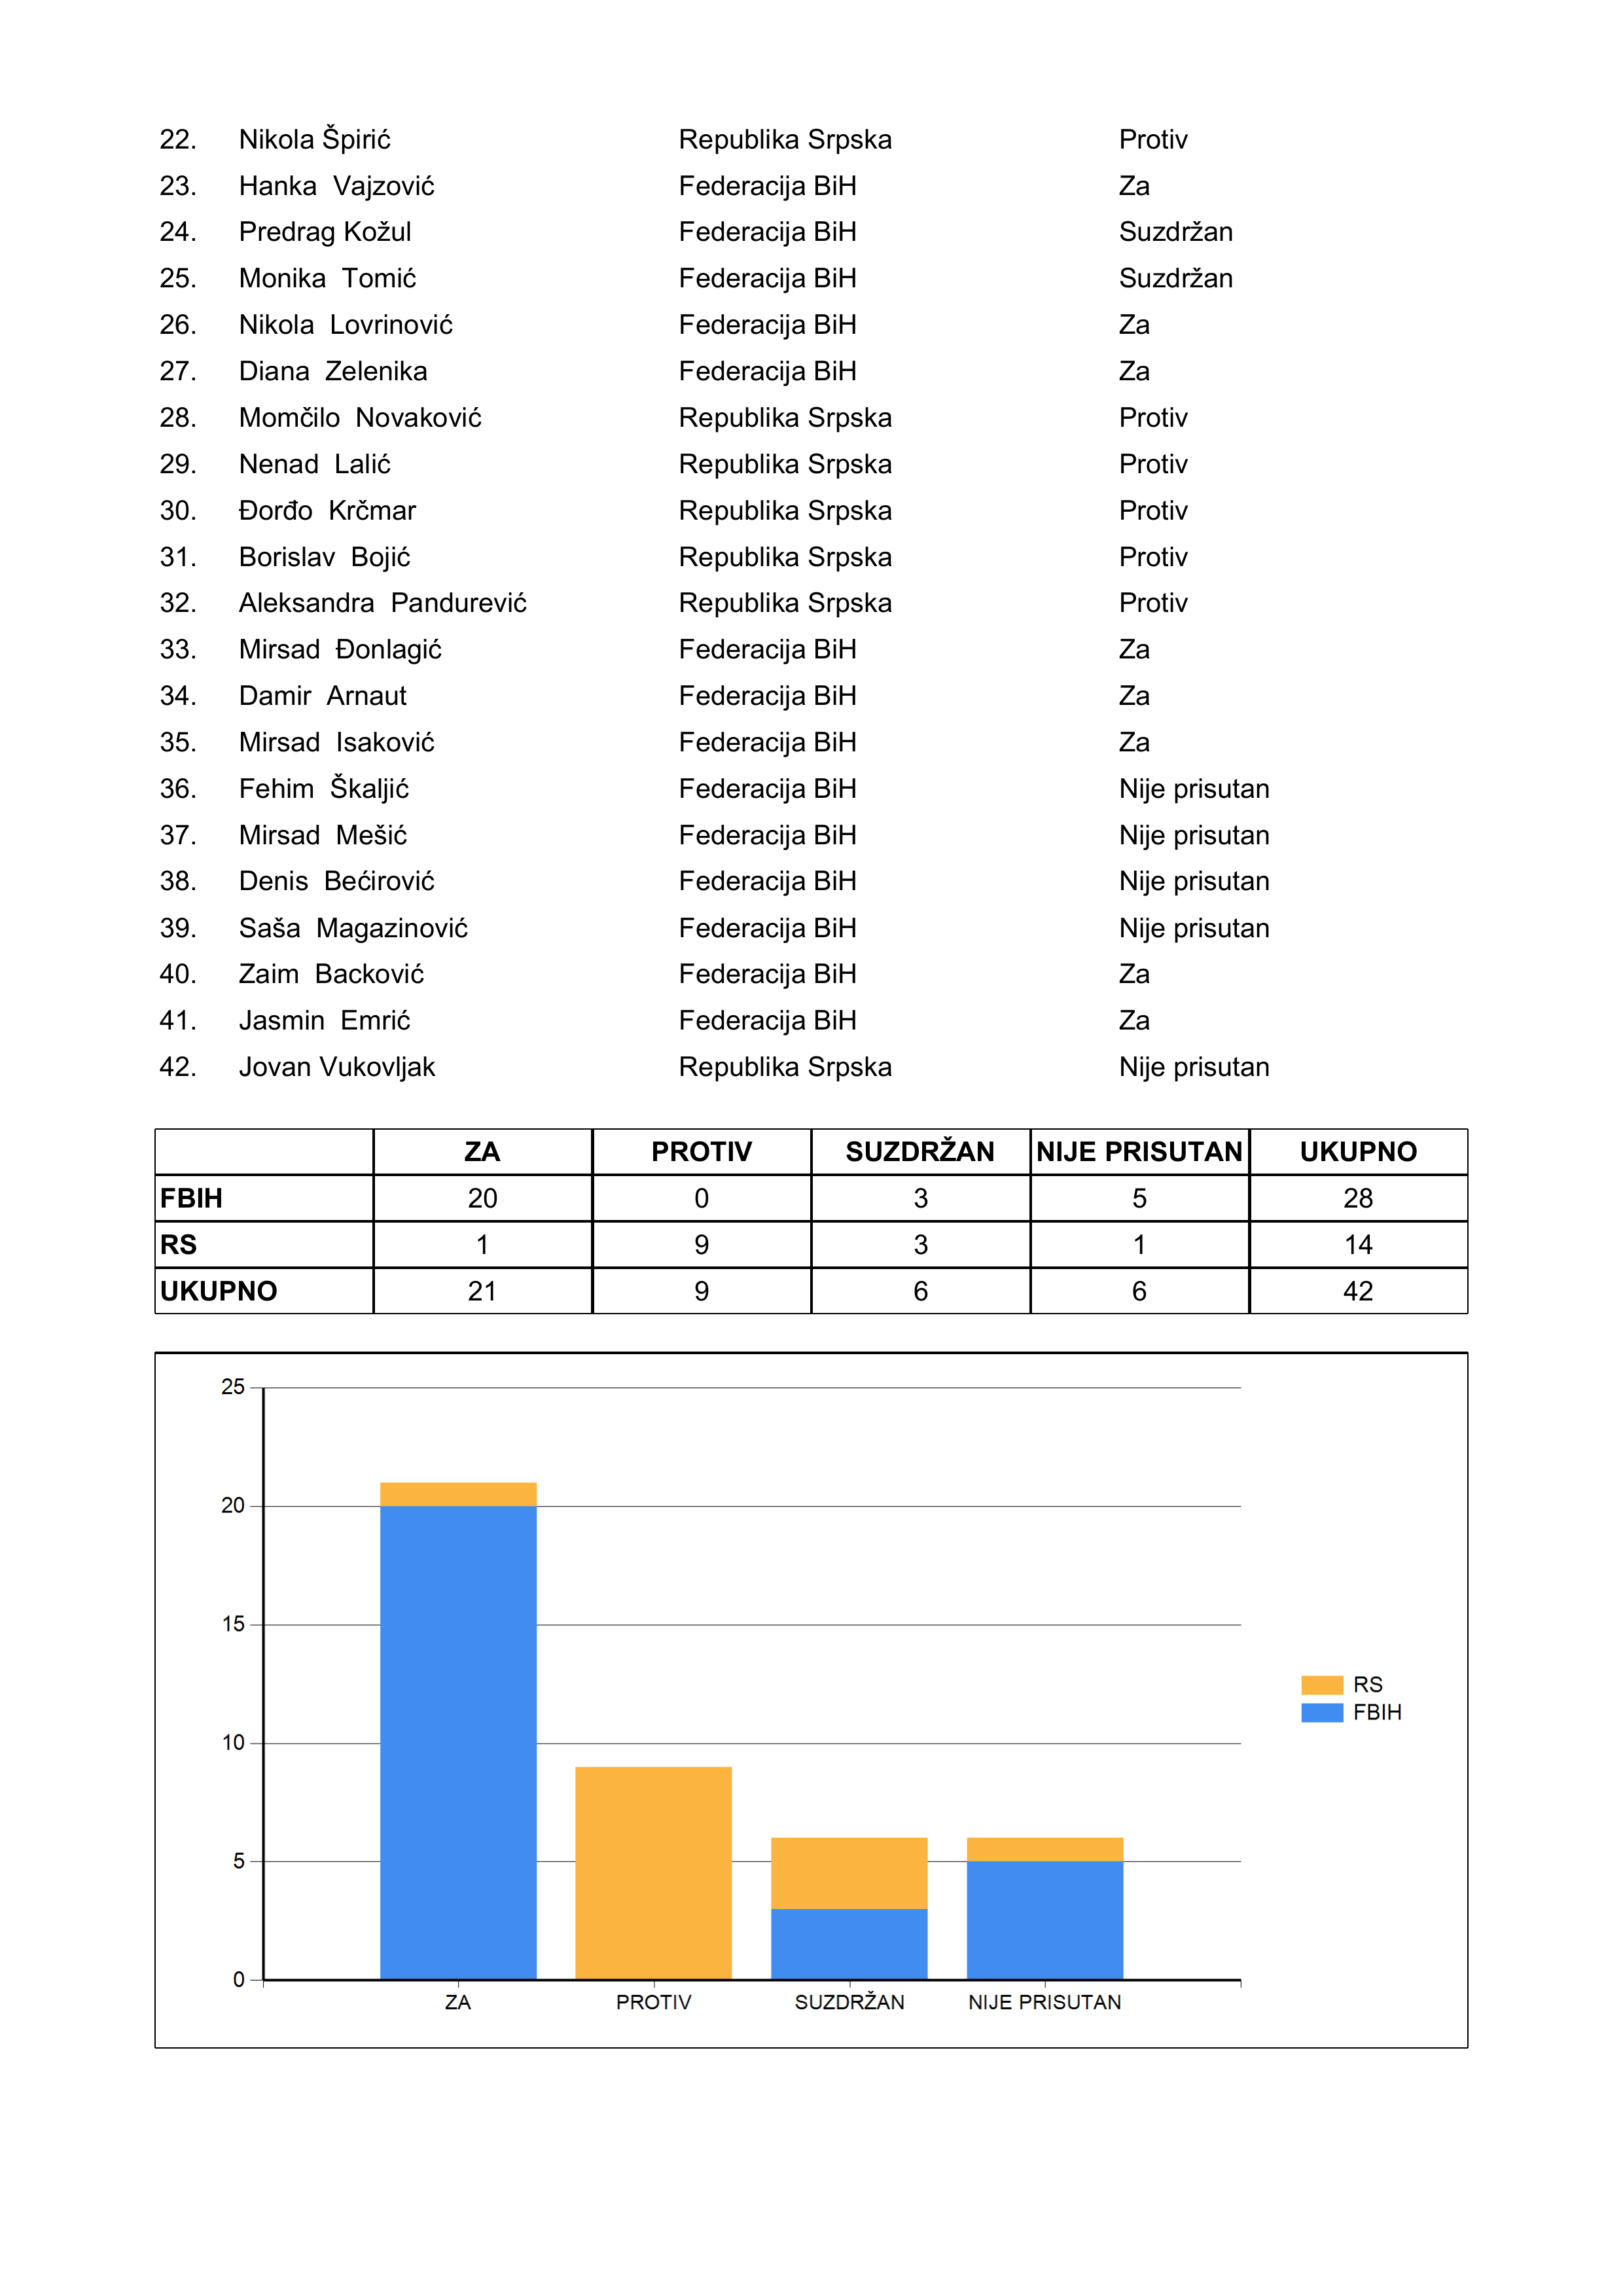 22. Nikola Špirić Republika Srpska Protiv
23. Hanka Vajzović Federacija BiH Za
24. Predrag Kožul Federacija BiH Suzdržan
25. Monika Tomić Federacija BiH Suzdržan
26. Nikola Lovrinović Federacija BiH Za
27. Diana Zelenika Federacija BiH Za
28. Momčilo Novaković Republika Srpska Protiv
29. Nenad Lalić Republika Srpska Protiv
30. Đorđo Krčmar Republika Srpska Protiv
31. Borislav Bojić Republika Srpska Protiv
32. Aleksandra Pandurević Republika Srpska Protiv
33. Mirsad Đonlagić Federacija BiH Za
34. Damir Arnaut Federacija BiH Za
35. Mirsad Isaković Federacija BiH Za
36. Fehim Škaljić Federacija BiH Nije prisutan
37. Mirsad Mešić Federacija BiH Nije prisutan
38. Denis Bećirović Federacija BiH Nije prisutan
39. Saša Magazinović Federacija BiH Nije prisutan
40. Zaim Backović Federacija BiH Za
41. Jasmin Emrić Federacija BiH Za
42. Jovan Vukovljak Republika Srpska Nije prisutan
ZA PROTIV SUZDRŽAN NIJE PRISUTAN UKUPNO
FBIH 20 0 3 5 28
RS 1 9 3 1 14
UKUPNO 21 9 6 6 42
25
20
15
10
5
0
ZA PROTIV SUZDRŽAN NIJE PRISUTAN
RS
FBIH